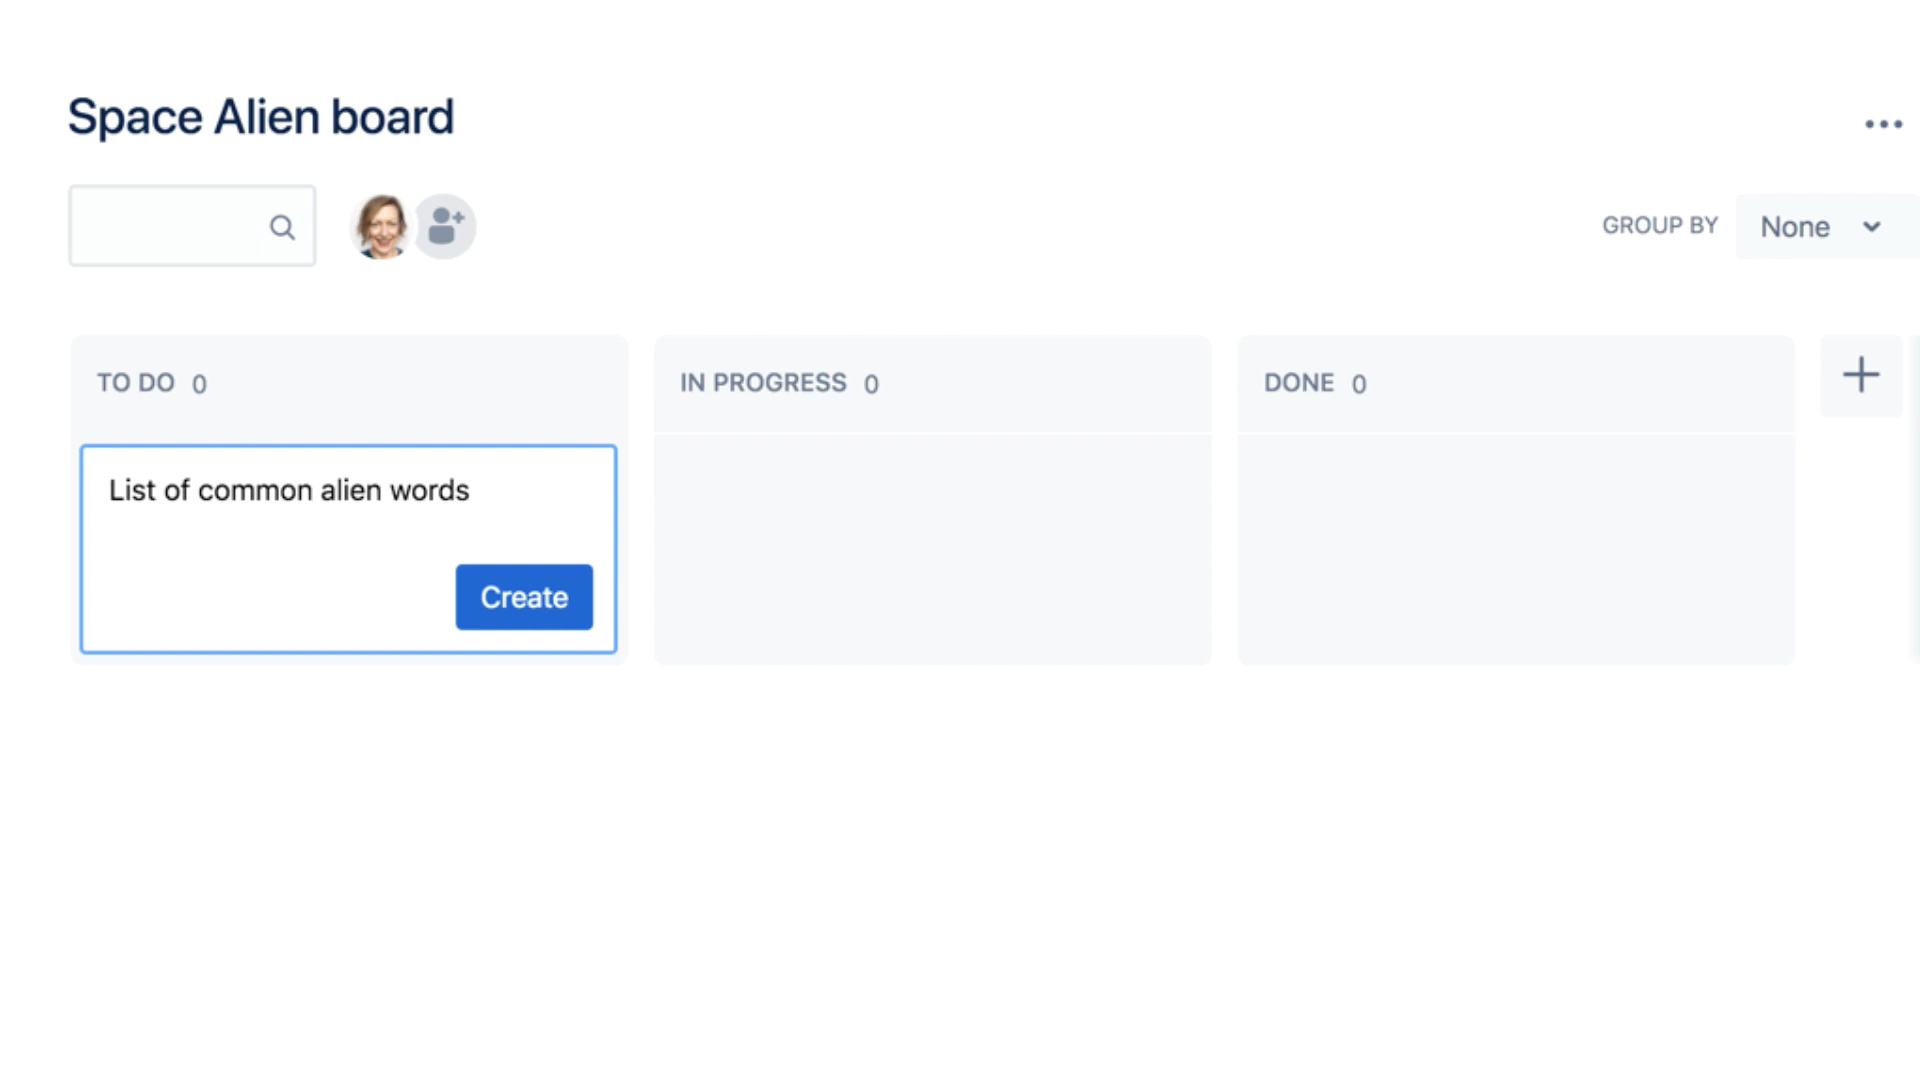 Space Alien board
GROUP BY None
TO DO 0
IN PROGRESS 0
DONE 0
List of common alien words
Create